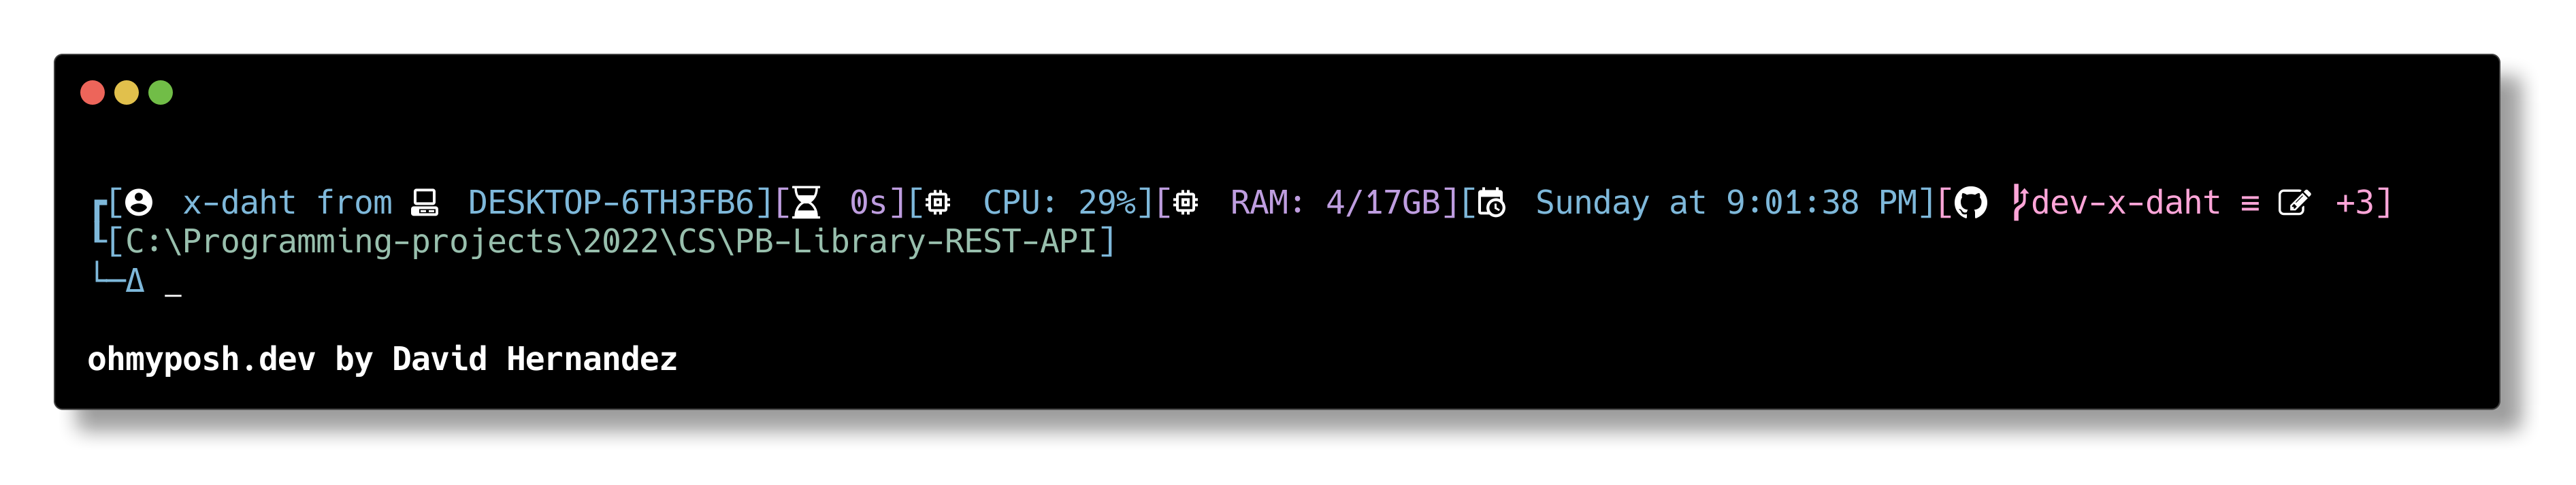 ┏[ x-daht from  DESKTOP-6TH3FB6][ 0s][ CPU: 29%][ RAM: 4/17GB][ Sunday at 9:01:38 PM][ dev-x-daht ≡  +3]
┖[C:\Programming-projects\2022\CS\PB-Library-REST-API]
└─Δ _
ohmyposh.dev by David Hernandez